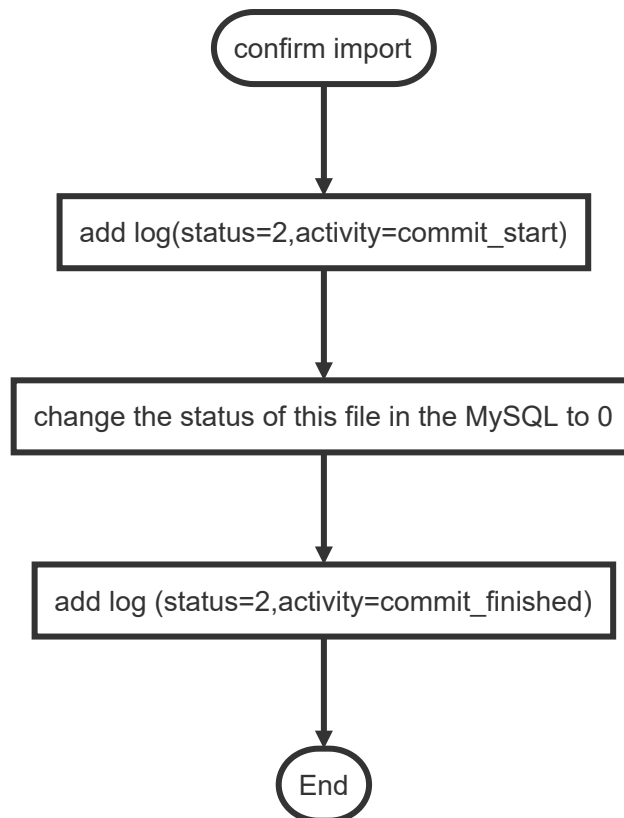 confirm import
add log(status=2,activity=commit_start)
change the status of this file in the MySQL to 0
add log (status=2,activity=commit_finished)
End